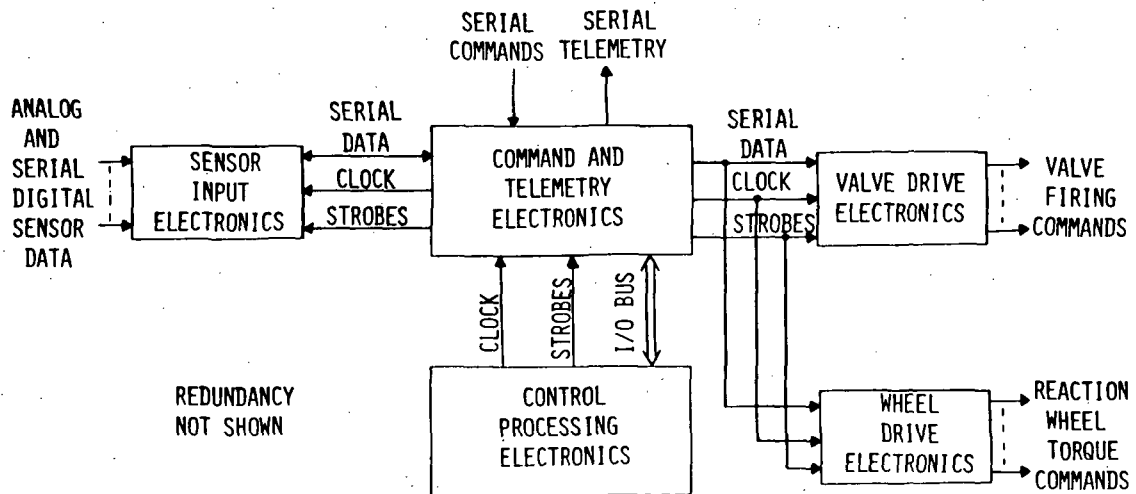 SERIAL
COMMANDS
SERIAL
TELEMETRY
ANALOG
AND
SERIAL
DIGITAL
SENSOR
DATA
SENSOR
INPUT
ELECTRONICS
SERIAL
DATA
CLOCK
STROBES
COMMAND AND
TELEMETRY
ELECTRONICS
SERIAL
DATA
CLOCK
STROBES
VALVE DRIVE
ELECTRONICS
VALVE
FIRING
COMMANDS
CLOCK
STROBES
I/O BUS
REDUNDANCY
NOT SHOWN
CONTROL
PROCESSING
ELECTRONICS
WHEEL
DRIVE
ELECTRONICS
REACTION
WHEEL
TORQUE
COMMANDS